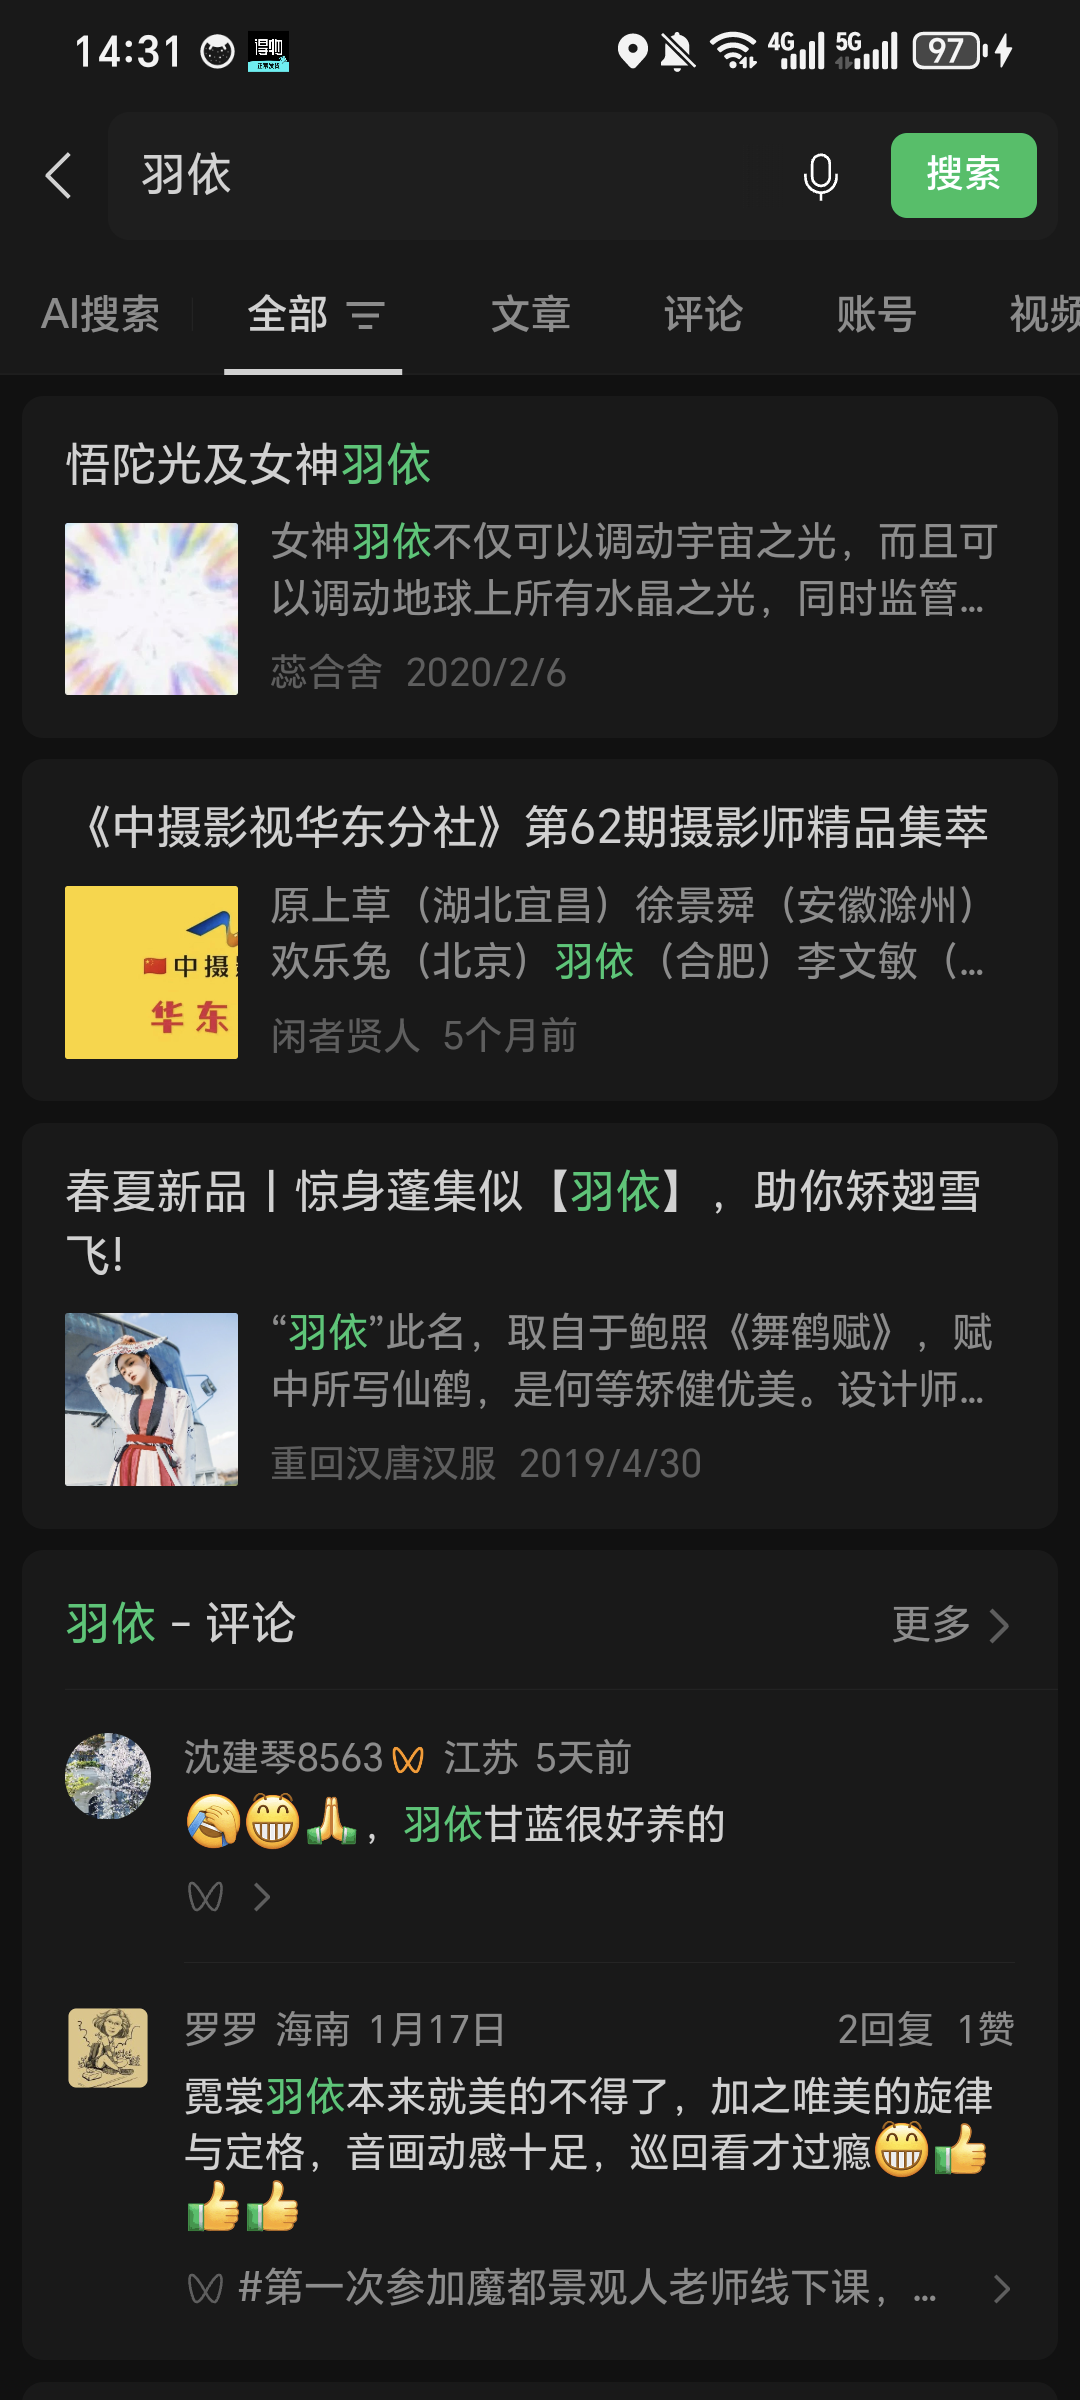 14:31
得物
正常发货
4G
5G
97
羽依
搜索
AI搜索
全部
文章
评论
账号
视频
悟陀光及女神羽依
女神羽依不仅可以调动宇宙之光，而且可
以调动地球上所有水晶之光，同时监管...
蕊合舍 2020/2/6
《中摄影视华东分社》第62期摄影师精品集萃
中摄
华东
原上草（湖北宜昌）徐景舜（安徽滁州）
欢乐兔（北京）羽依（合肥）李文敏（...
闲者贤人 5个月前
春夏新品丨惊身蓬集似【羽依】，助你矫翅雪
飞!
“羽依”此名，取自于鲍照《舞鹤赋》，赋
中所写仙鹤，是何等矫健优美。设计师...
重回汉唐汉服 2019/4/30
羽依 - 评论
更多
沈建琴8563 江苏 5天前
🤣😁🙏，羽依甘蓝很好养的
罗罗 海南 1月17日
2回复 1赞
霓裳羽依本来就美的不得了，加之唯美的旋律
与定格，音画动感十足，巡回看才过瘾😁👍
👍👍
#第一次参加魔都景观人老师线下课，...